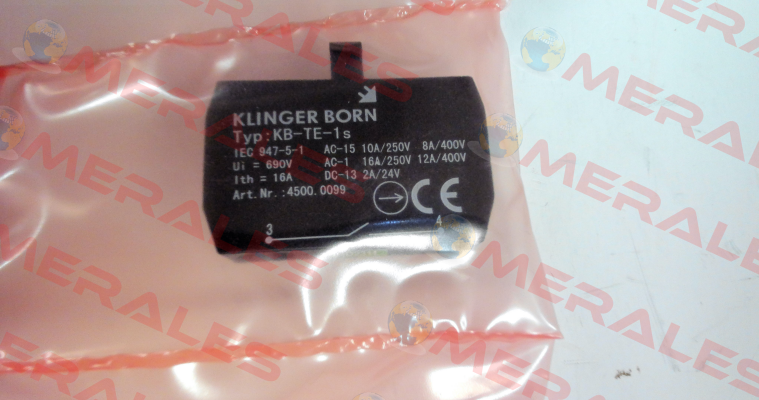 KLINGER BORN
Typ:KB-TE-1s
IEC 947-5-1 AC-15 10A/250V 8A/400V
Ui = 690V AC-1 16A/250V 12A/400V
Ith = 16A DC-13 2A/24V
Art.Nr.:4500.0099
CE
3 4
MERALES
MERALES
MERALES
MERALES
MERALES
MERALES